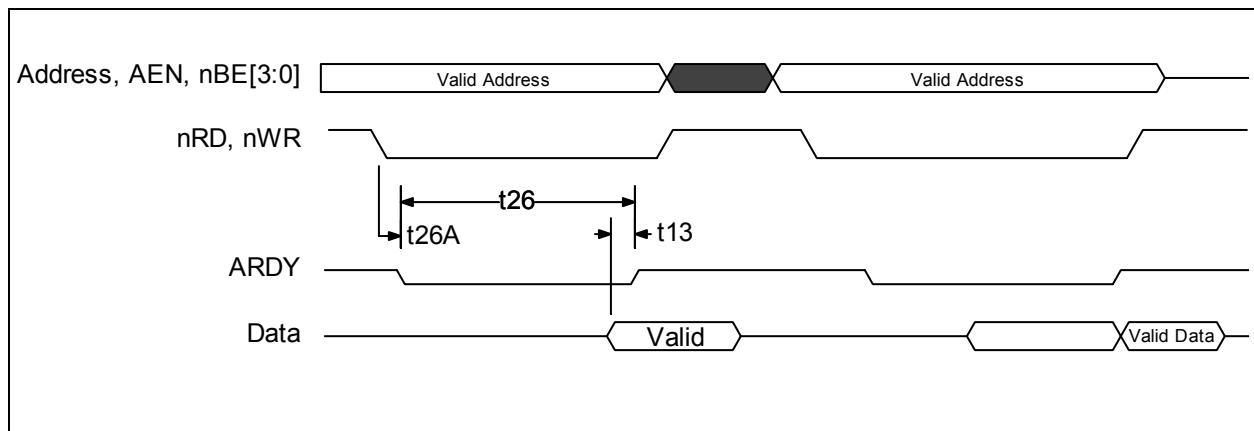 Address, AEN, nBE[3:0]
Valid Address
Valid Address
nRD, nWR
t26
t26A
t13
ARDY
Data
Valid
Valid Data